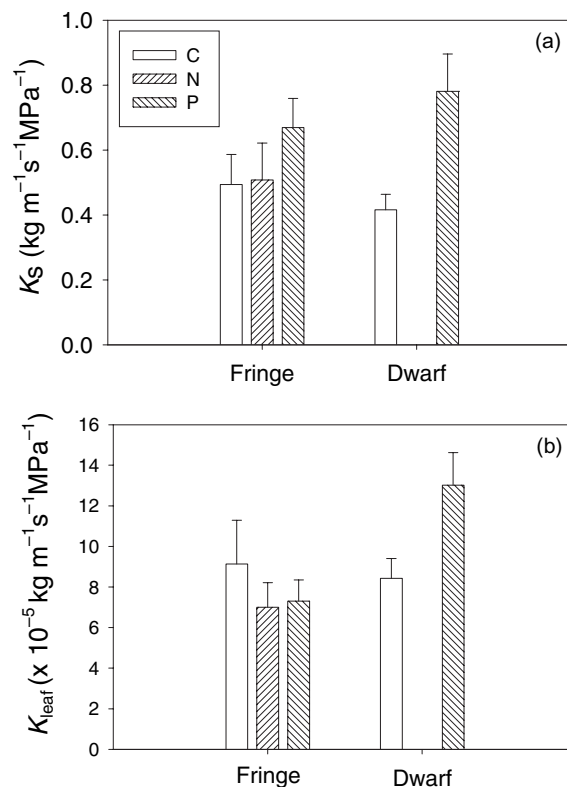 (a)
C
N
P
1.0
0.8
0.6
0.4
0.2
0.0
Ks (kg m⁻¹s⁻¹MPa⁻¹)
Fringe Dwarf
(b)
16
14
12
10
8
6
4
2
0
Kleaf (x 10⁻⁵ kg m⁻¹s⁻¹MPa⁻¹)
Fringe Dwarf